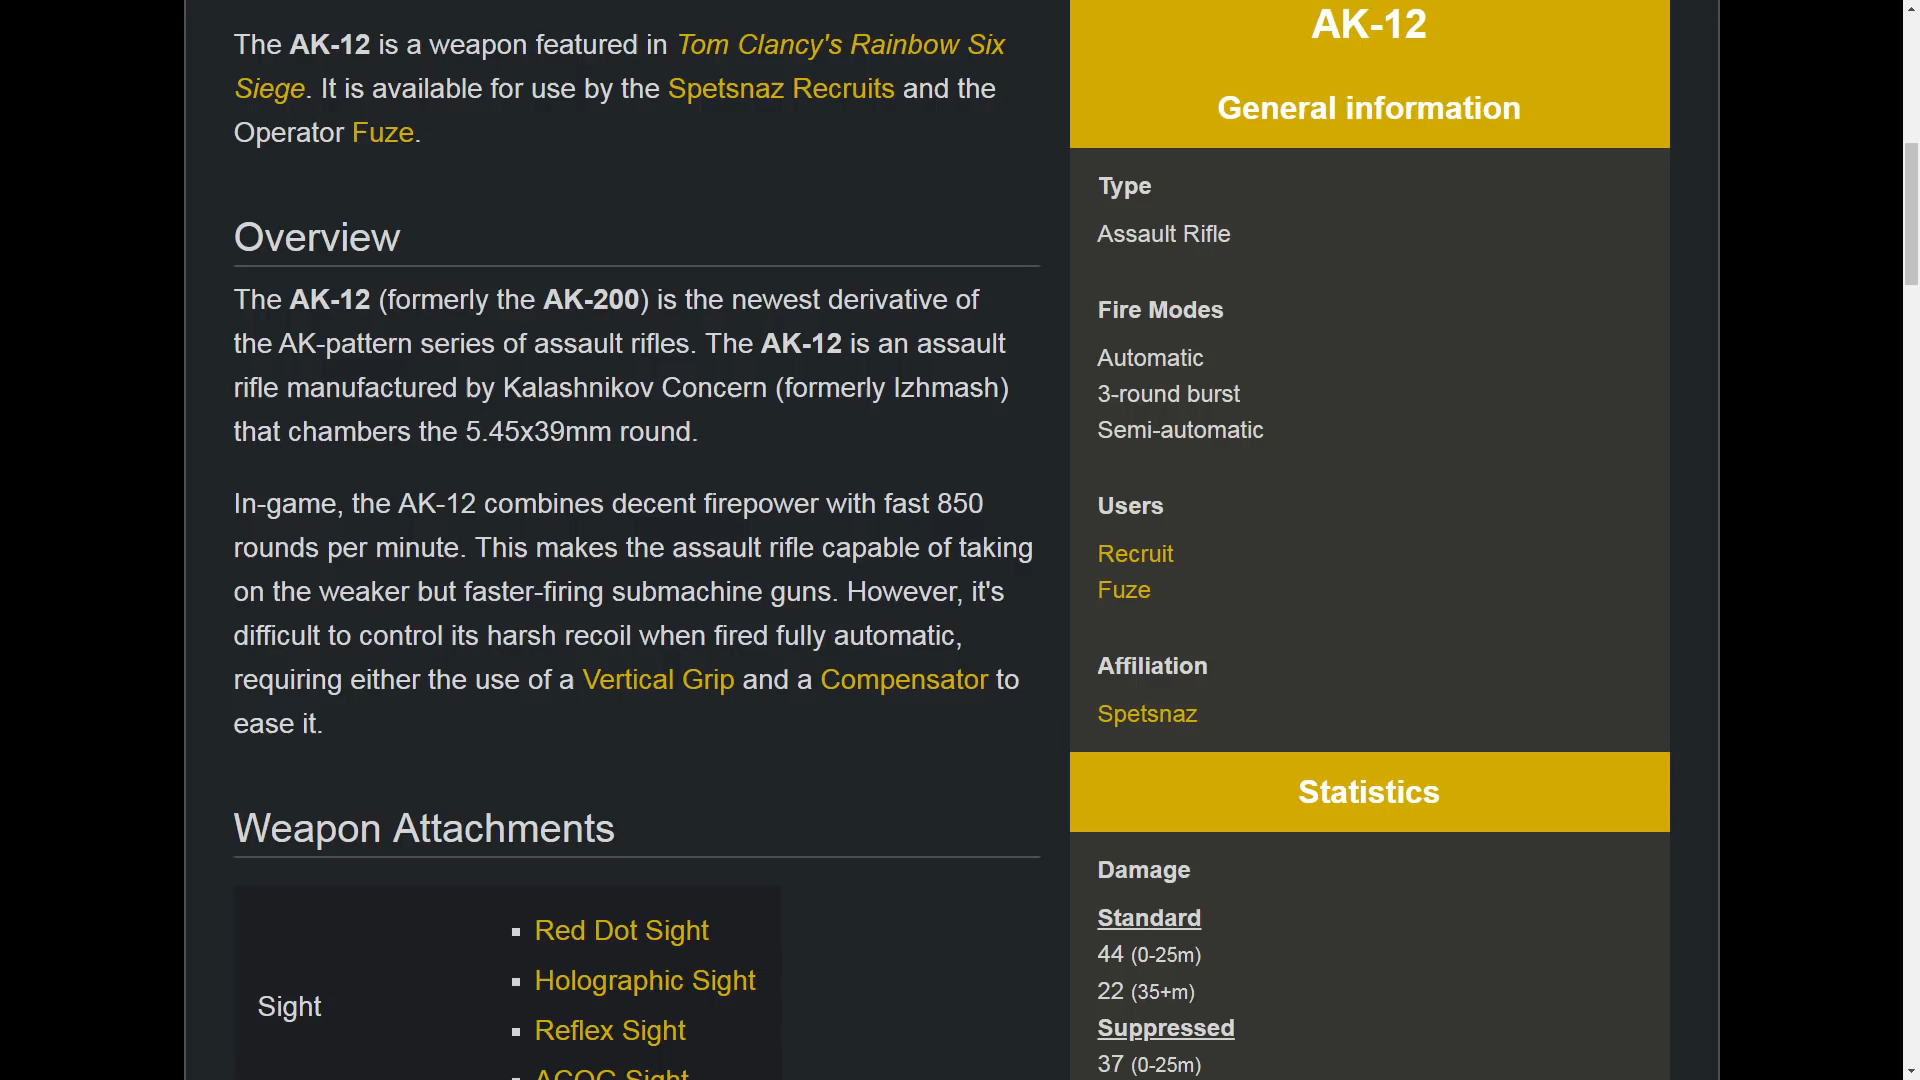 The AK-12 is a weapon featured in Tom Clancy's Rainbow Six
Siege. It is available for use by the Spetsnaz Recruits and the
Operator Fuze.
Overview
The AK-12 (formerly the AK-200) is the newest derivative of
the AK-pattern series of assault rifles. The AK-12 is an assault
rifle manufactured by Kalashnikov Concern (formerly Izhmash)
that chambers the 5.45x39mm round.
In-game, the AK-12 combines decent firepower with fast 850
rounds per minute. This makes the assault rifle capable of taking
on the weaker but faster-firing submachine guns. However, it's
difficult to control its harsh recoil when fired fully automatic,
requiring either the use of a Vertical Grip and a Compensator to
ease it.
Weapon Attachments
Sight
Red Dot Sight
Holographic Sight
Reflex Sight
ACOG Sight
AK-12
General information
Type
Assault Rifle
Fire Modes
Automatic
3-round burst
Semi-automatic
Users
Recruit
Fuze
Affiliation
Spetsnaz
Statistics
Damage
Standard
44 (0-25m)
22 (35+m)
Suppressed
37 (0-25m)